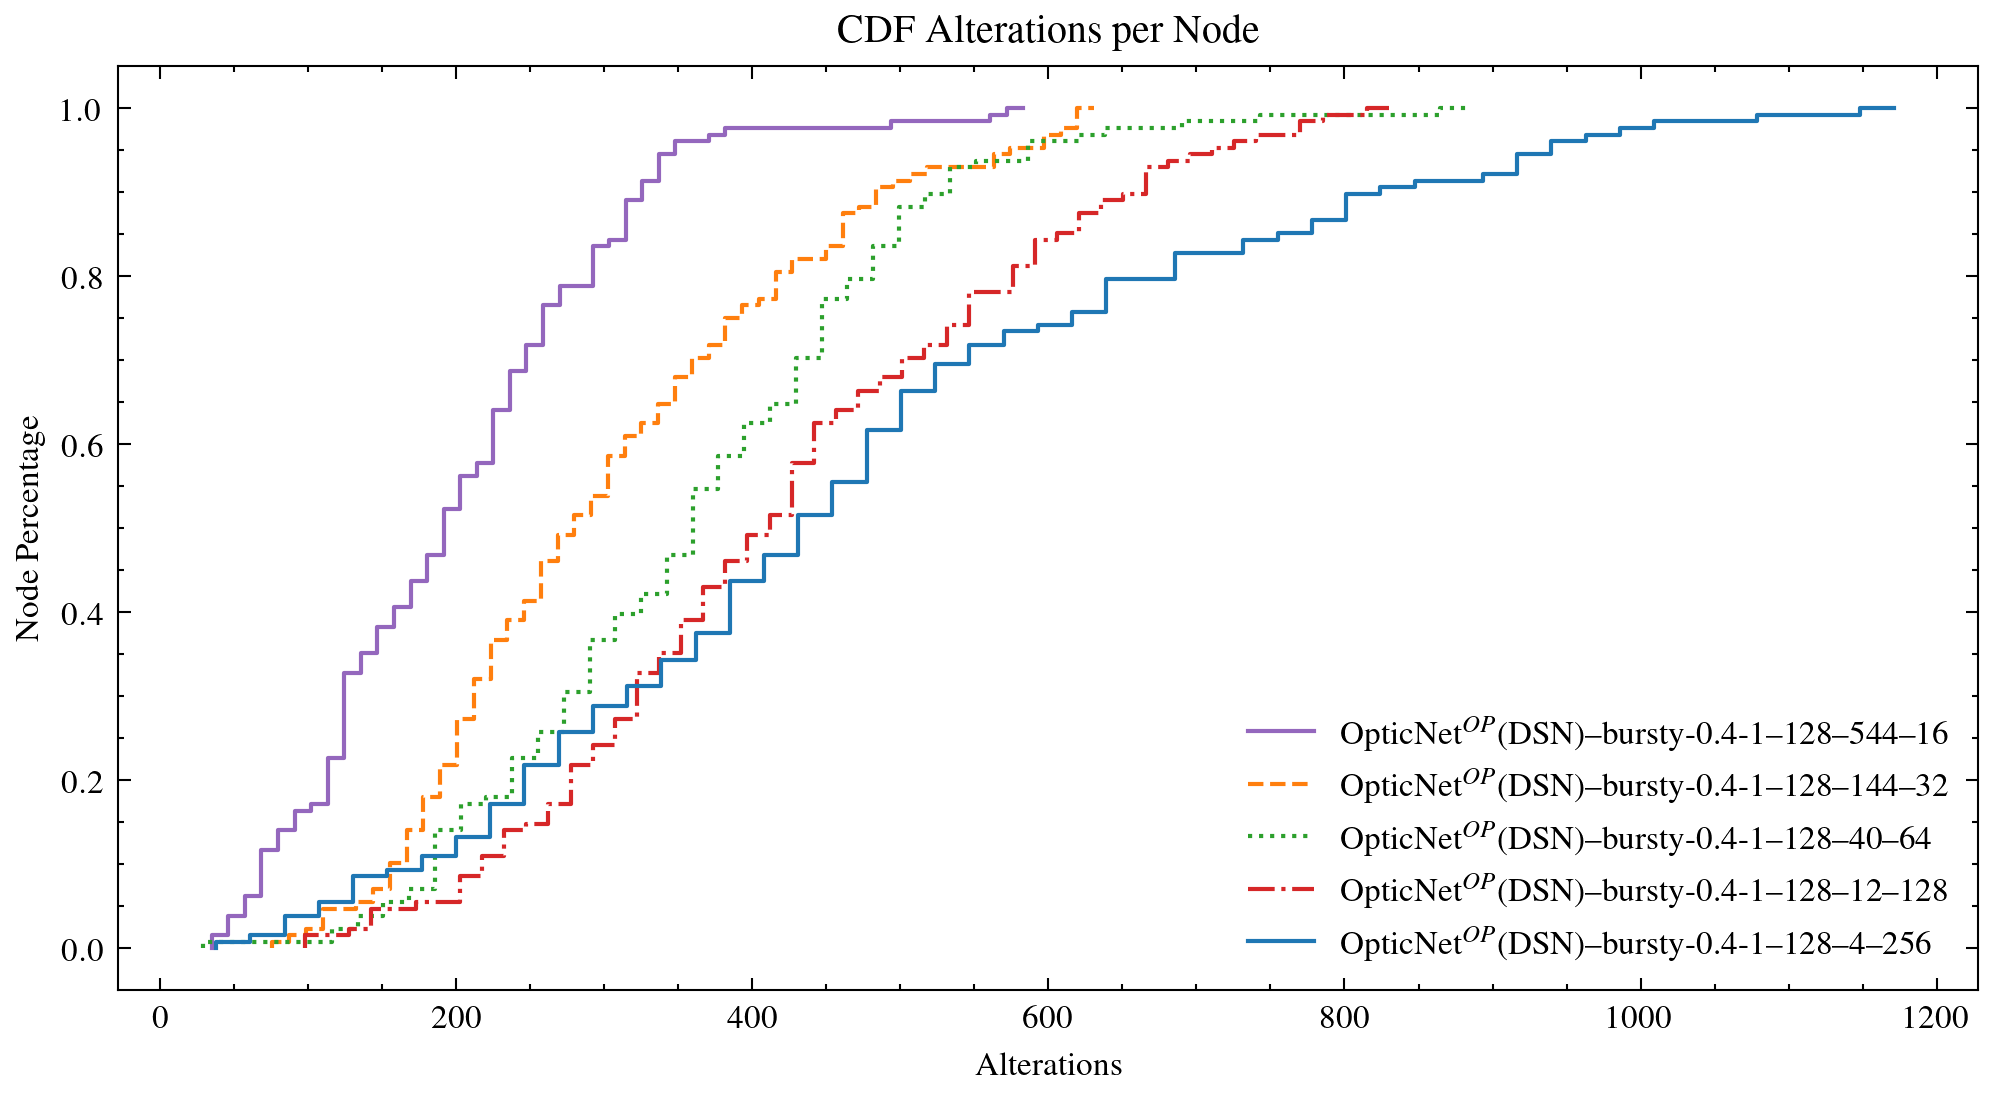 CDF Alterations per Node
Node Percentage
1.0
0.8
0.6
0.4
0.2
0.0
OpticNet^OP(DSN)–bursty-0.4-1–128–544–16
OpticNet^OP(DSN)–bursty-0.4-1–128–144–32
OpticNet^OP(DSN)–bursty-0.4-1–128–40–64
OpticNet^OP(DSN)–bursty-0.4-1–128–12–128
OpticNet^OP(DSN)–bursty-0.4-1–128–4–256
0 200 400 600 800 1000 1200
Alterations